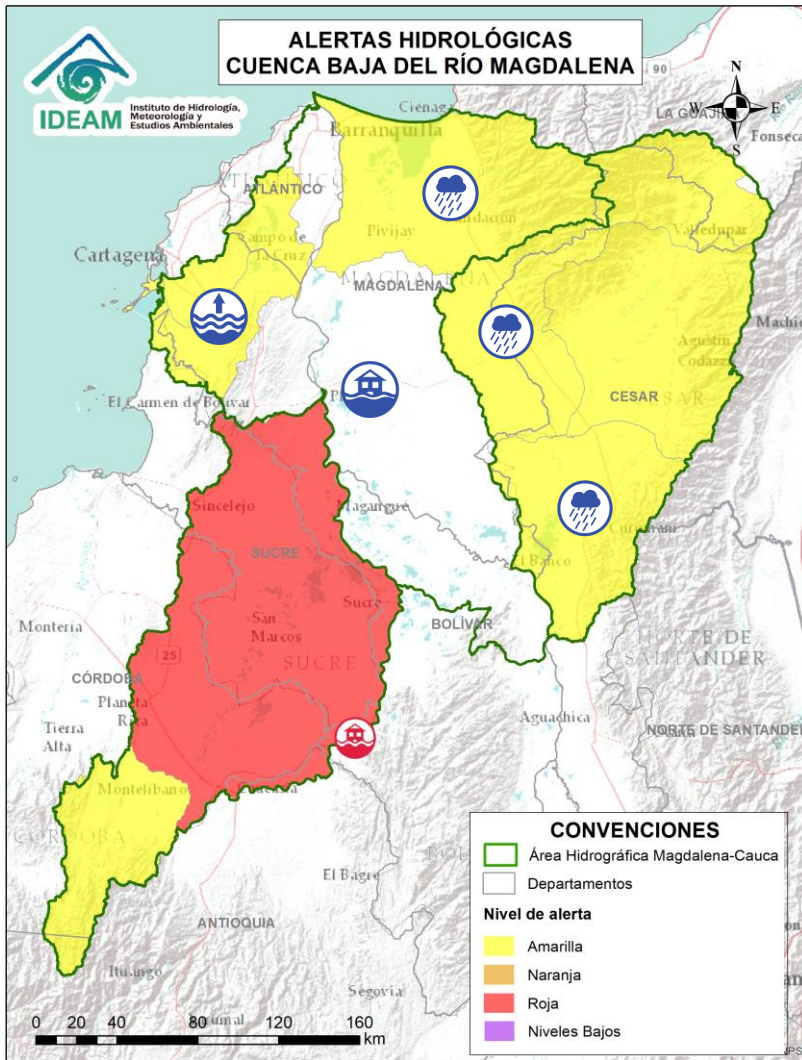 ALERTAS HIDROLÓGICAS
CUENCA BAJA DEL RÍO MAGDALENA
IDEAM
Instituto de Hidrología,
Meteorología y
Estudios Ambientales
N
W
E
S
90
Ciénaga
LA GUAJIRA
Barranquilla
Fonseca
ATLÁNTICO
Valledupar
Pivijay
Cartagena
Campo de
la Cruz
MAGDALENA
MAGDALENA
Agustín
Codazzi
El Carmen de Bolívar
CESAR
Sincelejo
Magangue
SUCRE
El Banco
Sucre
San
Marcos
BOLÍVAR
Montería
SUCRE
NORTE DE
SANTANDER
25
CÓRDOBA
Planeta
Rica
Aguachica
Tierra
Alta
NORTE DE SANTANDER
Montelibano
CÓRDOBA
El Bagre
ANTIOQUIA
Ituango
Segovia
CONVENCIONES
Área Hidrográfica Magdalena-Cauca
Departamentos
Nivel de alerta
Amarilla
Naranja
Roja
Niveles Bajos
0 20 40 80 120 160
km